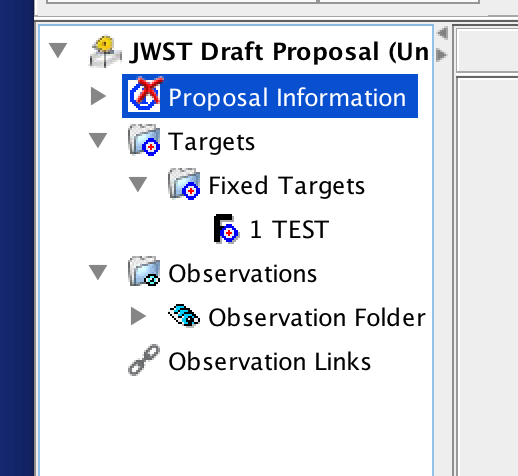 JWST Draft Proposal (Un
Proposal Information
Targets
Fixed Targets
1 TEST
Observations
Observation Folder
Observation Links